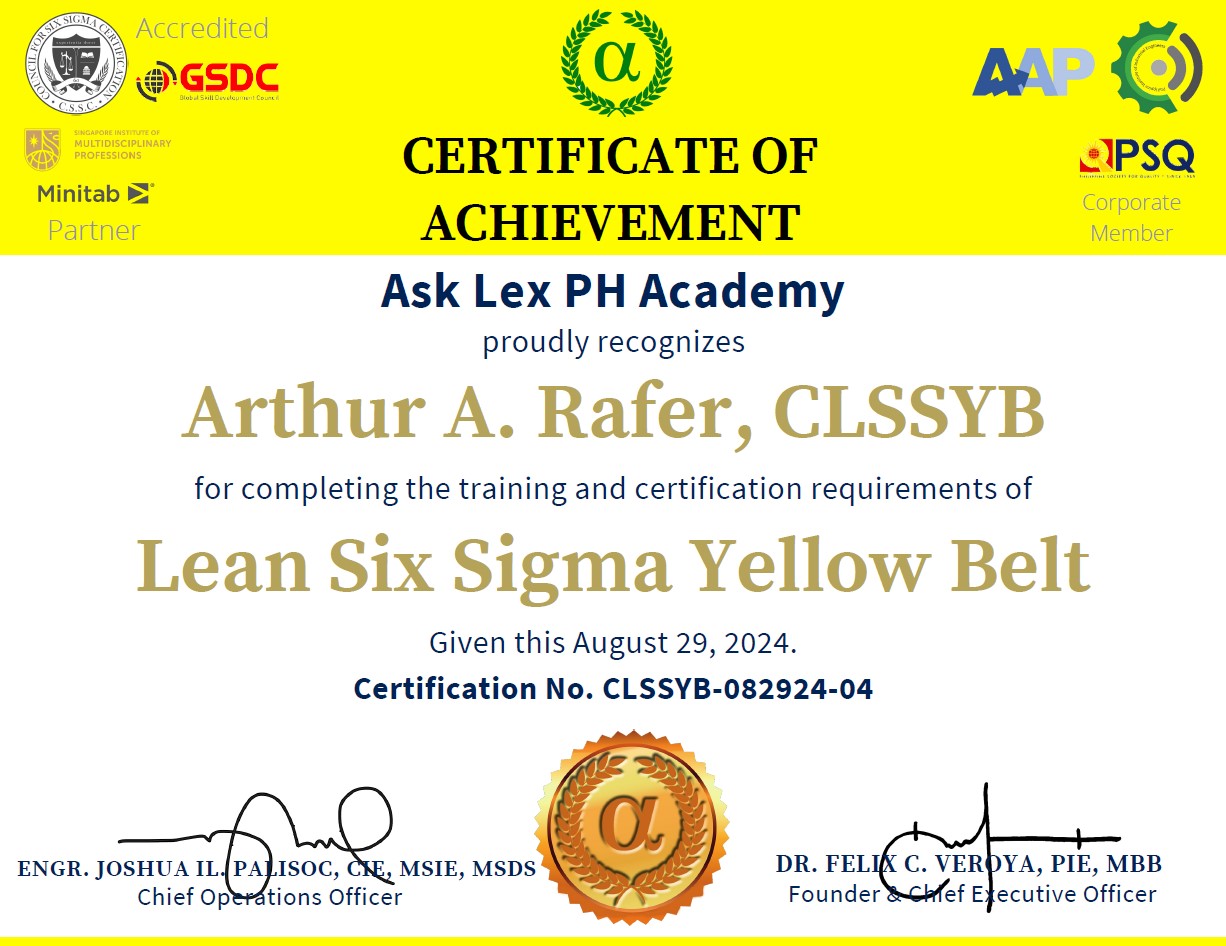 COUNCIL FOR SIX SIGMA CERTIFICATION
· C.S.S.C. ·
Accredited
GSDC
Global Skill Development Council
SINGAPORE INSTITUTE OF
MULTIDISCIPLINARY
PROFESSIONS
Minitab
Partner
α
CERTIFICATE OF
ACHIEVEMENT
AAP
PSQ
PHILIPPINE SOCIETY FOR QUALITY
Corporate
Member
Ask Lex PH Academy
proudly recognizes
Arthur A. Rafer, CLSSYB
for completing the training and certification requirements of
Lean Six Sigma Yellow Belt
Given this August 29, 2024.
Certification No. CLSSYB-082924-04
α
ENGR. JOSHUA IL. PALISOC, CIE, MSIE, MSDS
Chief Operations Officer
DR. FELIX C. VEROYA, PIE, MBB
Founder & Chief Executive Officer